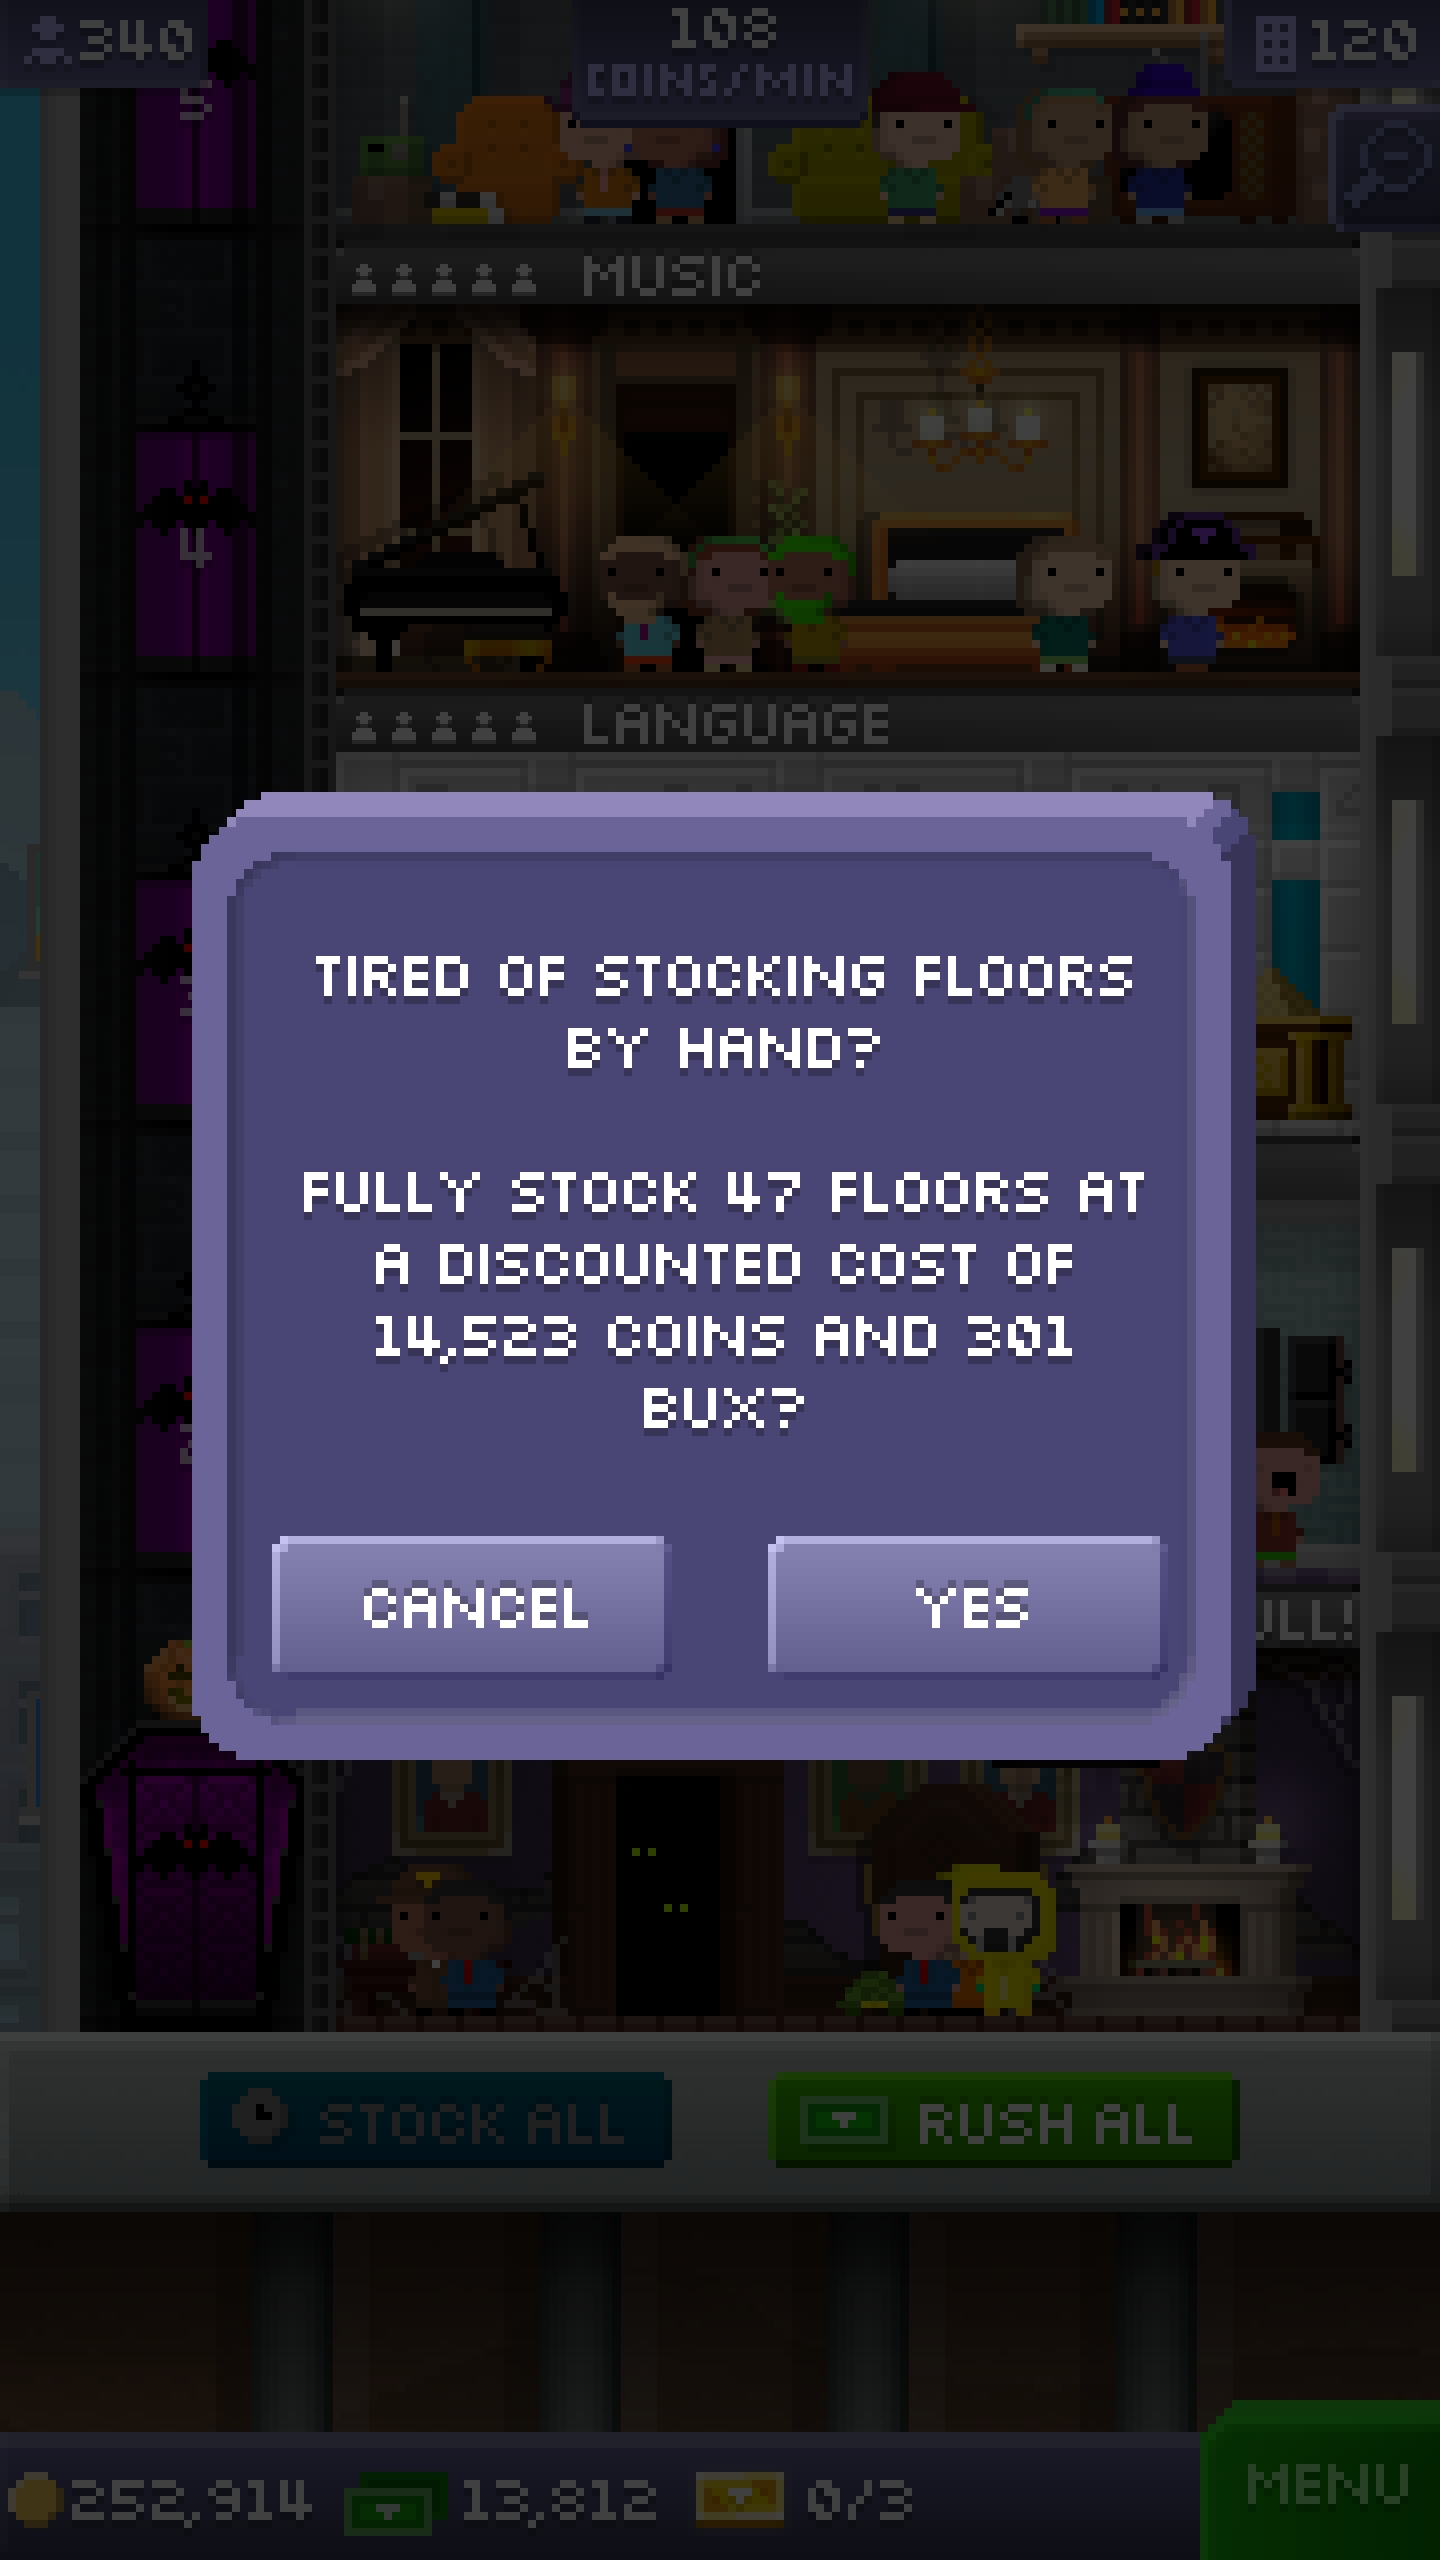 340
108
COINS/MIN
120
5
MUSIC
4
LANGUAGE
TIRED OF STOCKING FLOORS
BY HAND?
FULLY STOCK 47 FLOORS AT
A DISCOUNTED COST OF
14,523 COINS AND 301
BUX?
CANCEL
YES
STOCK ALL
RUSH ALL
252,914
13,812
0/3
MENU